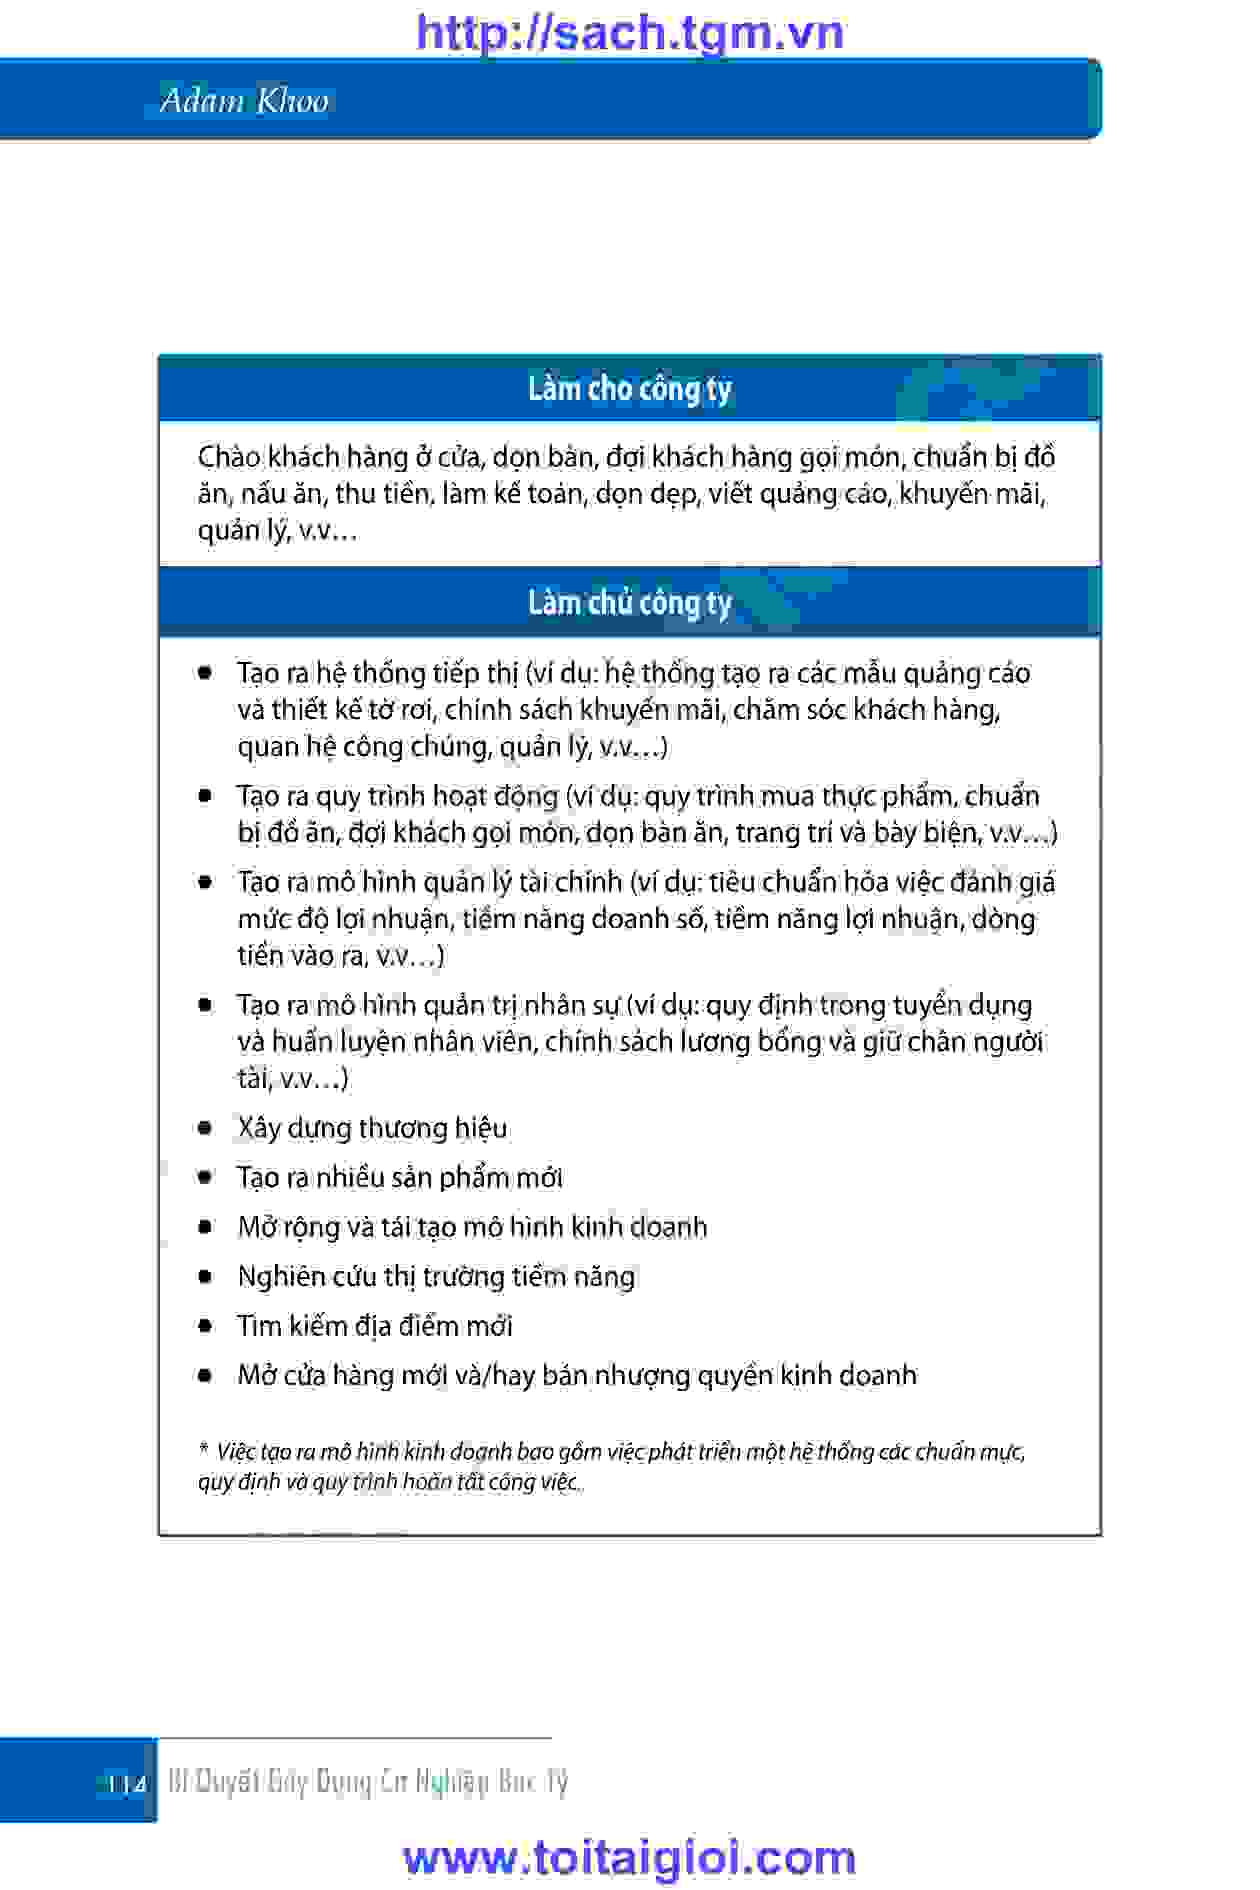 http://sach.tgm.vn
Adam Khoo
Làm cho công ty
Chào khách hàng ở cửa, dọn bàn, đợi khách hàng gọi món, chuẩn bị đồ
ăn, nấu ăn, thu tiền, làm kế toán, dọn dẹp, viết quảng cáo, khuyến mãi,
quản lý, v.v…
Làm chủ công ty
• Tạo ra hệ thống tiếp thị (ví dụ: hệ thống tạo ra các mẫu quảng cáo
và thiết kế tờ rơi, chính sách khuyến mãi, chăm sóc khách hàng,
quan hệ công chúng, quản lý, v.v…)
• Tạo ra quy trình hoạt động (ví dụ: quy trình mua thực phẩm, chuẩn
bị đồ ăn, đợi khách gọi món, dọn bàn ăn, trang trí và bày biện, v.v…)
• Tạo ra mô hình quản lý tài chính (ví dụ: tiêu chuẩn hóa việc đánh giá
mức độ lợi nhuận, tiềm năng doanh số, tiềm năng lợi nhuận, dòng
tiền vào ra, v.v…)
• Tạo ra mô hình quản trị nhân sự (ví dụ: quy định trong tuyển dụng
và huấn luyện nhân viên, chính sách lương bổng và giữ chân người
tài, v.v…)
• Xây dựng thương hiệu
• Tạo ra nhiều sản phẩm mới
• Mở rộng và tái tạo mô hình kinh doanh
• Nghiên cứu thị trường tiềm năng
• Tìm kiếm địa điểm mới
• Mở cửa hàng mới và/hay bán nhượng quyền kinh doanh
* Việc tạo ra mô hình kinh doanh bao gồm việc phát triển một hệ thống các chuẩn mực,
quy định và quy trình hoàn tất công việc.
114 Bí Quyết Gây Dựng Cơ Nghiệp Bạc Tỷ
www.toitaigioi.com